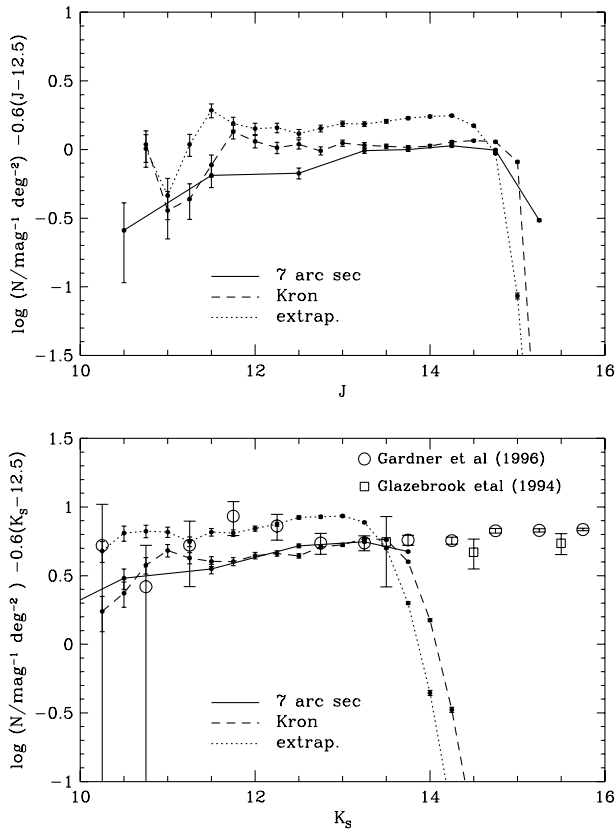 log (N/mag⁻¹ deg⁻²) −0.6(J−12.5)
1
0.5
0
−0.5
−1
−1.5
7 arc sec
Kron
extrap.
10 12 14 16
J
log (N/mag⁻¹ deg⁻² ) −0.6(Kₛ−12.5)
1.5
1
0.5
0
−0.5
−1
Gardner et al (1996)
Glazebrook etal (1994)
7 arc sec
Kron
extrap.
10 11 12 13 14 15 16
Kₛ